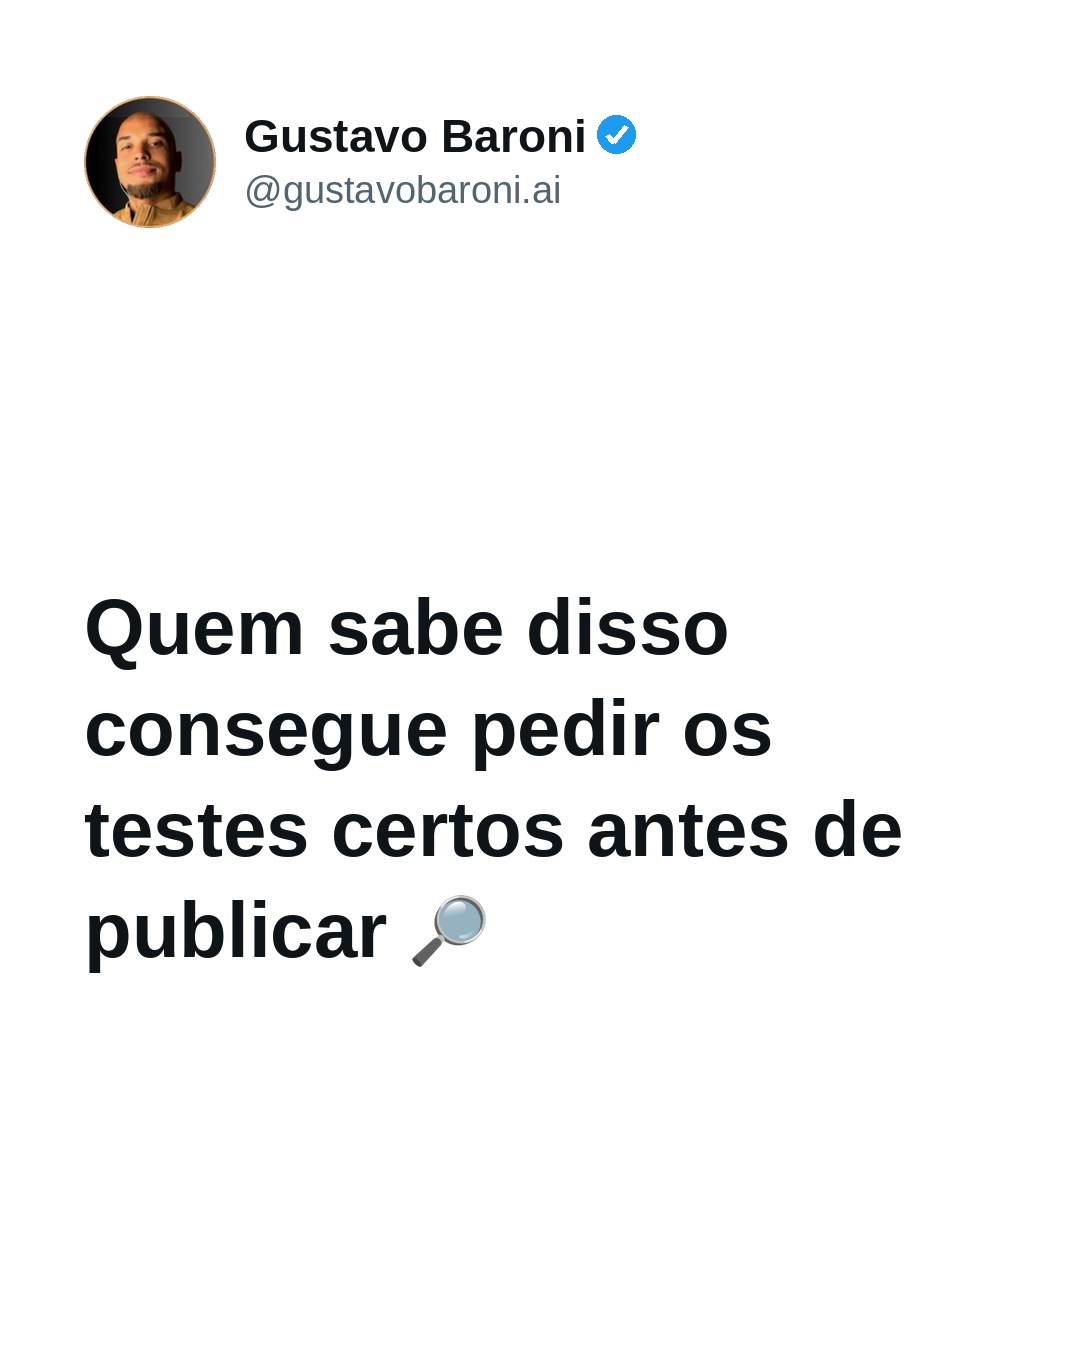 Gustavo Baroni
@gustavobaroni.ai
Quem sabe disso
consegue pedir os
testes certos antes de
publicar 🔎